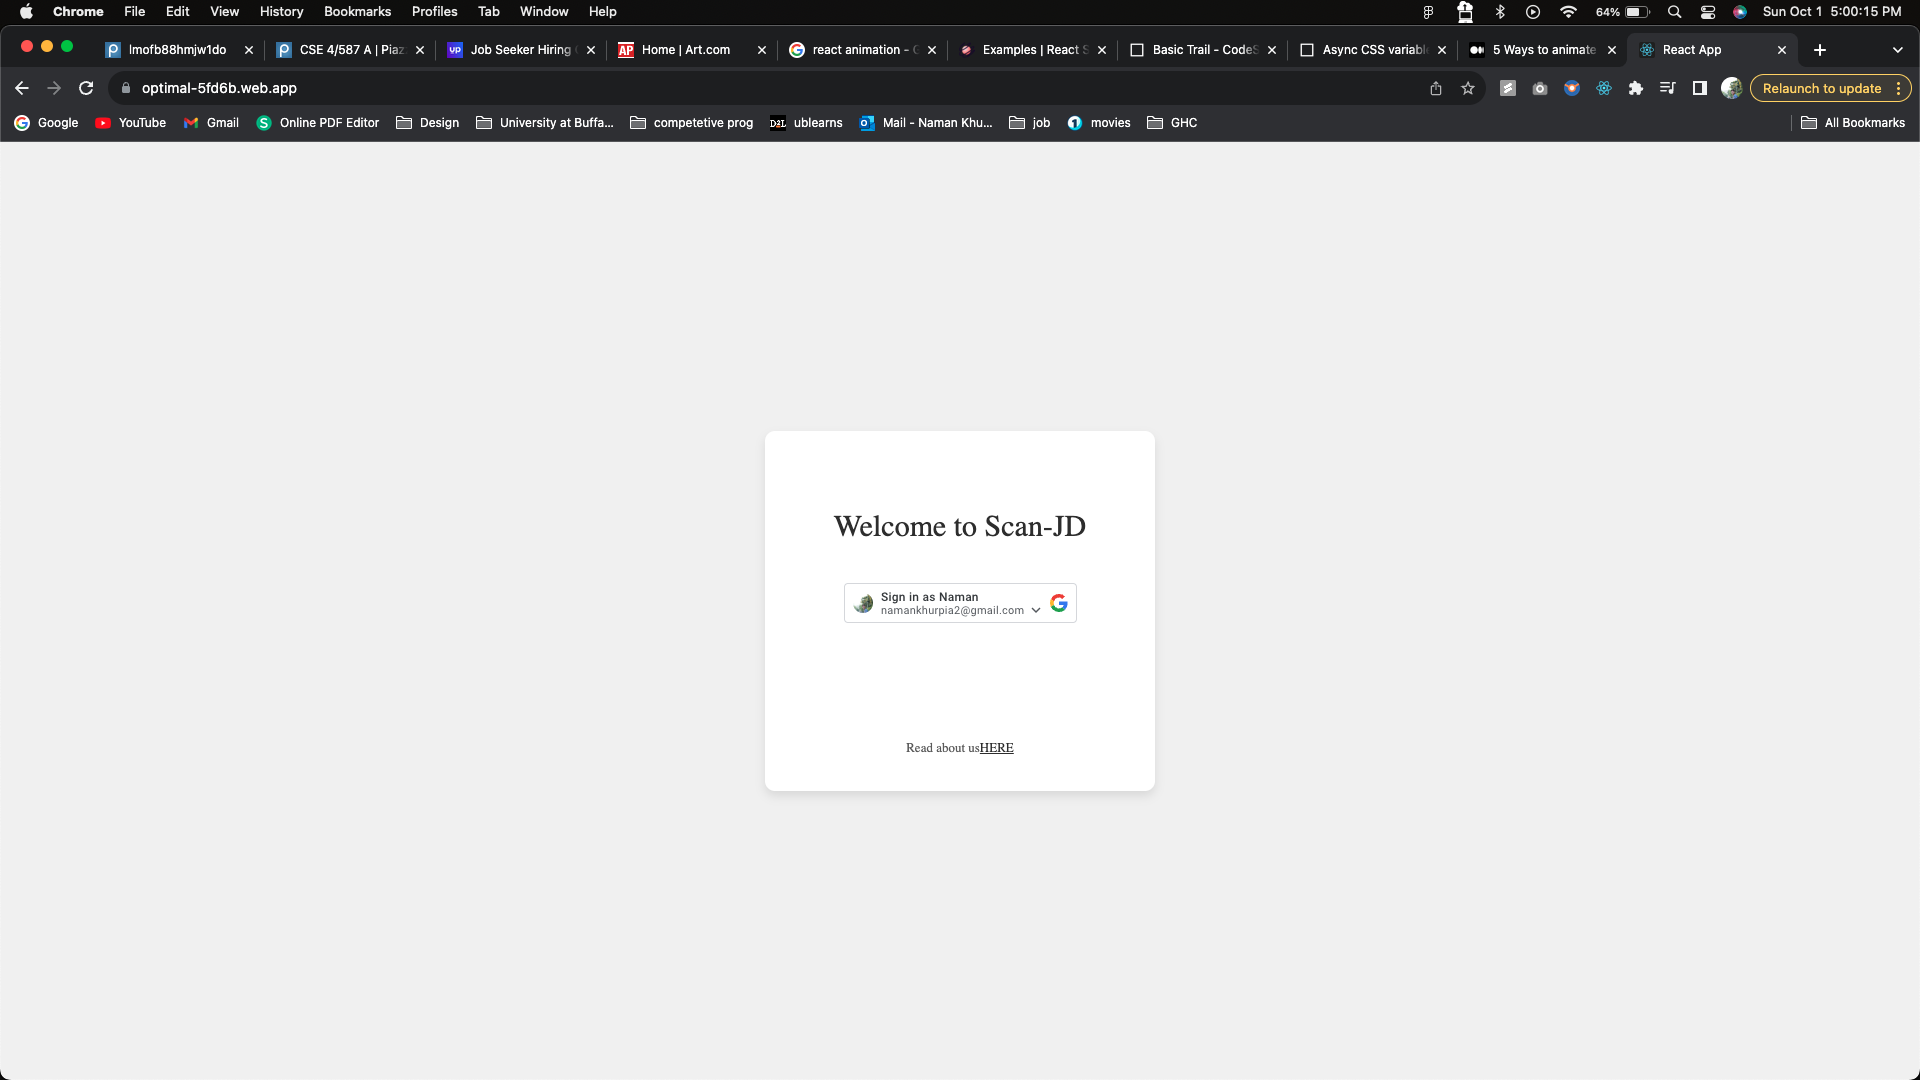 Chrome File Edit View History Bookmarks Profiles Tab Window Help 64% Sun Oct 1 5:00:15 PM
lmofb88hmjw1do CSE 4/587 A | Piaz Job Seeker Hiring Home | Art.com react animation - Examples | React S Basic Trail - CodeS Async CSS variabl 5 Ways to animate React App
optimal-5fd6b.web.app Relaunch to update
Google YouTube Gmail Online PDF Editor Design University at Buffa... competetive prog D2L ublearns Mail - Naman Khu... job movies GHC All Bookmarks
Welcome to Scan-JD
Sign in as Naman
namankhurpia2@gmail.com
Read about usHERE